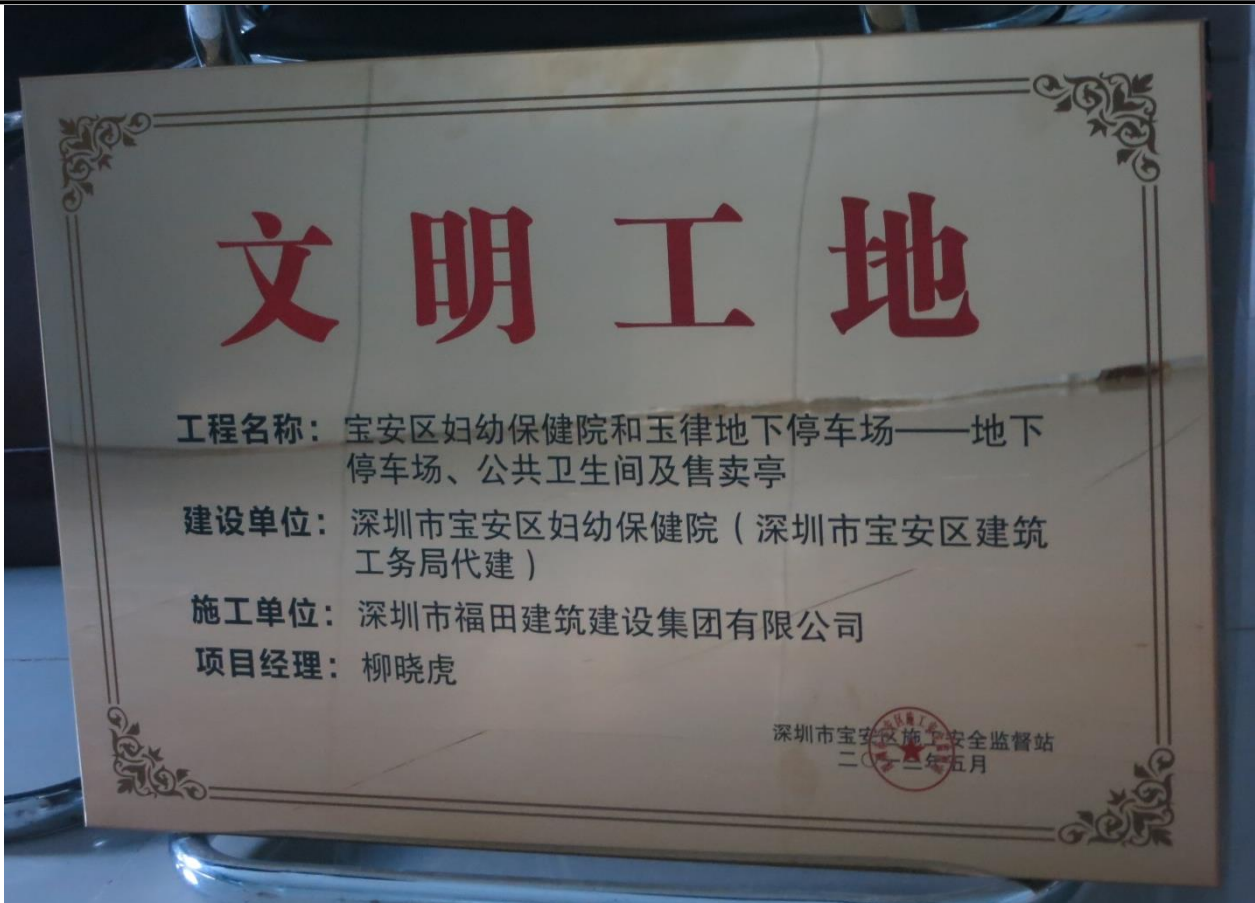 文明工地
工程名称：宝安区妇幼保健院和玉律地下停车场——地下
停车场、公共卫生间及售卖亭
建设单位：深圳市宝安区妇幼保健院（深圳市宝安区建筑
工务局代建）
施工单位：深圳市福田建筑建设集团有限公司
项目经理：柳晓虎
深圳市宝安区施工安全监督站
年五月